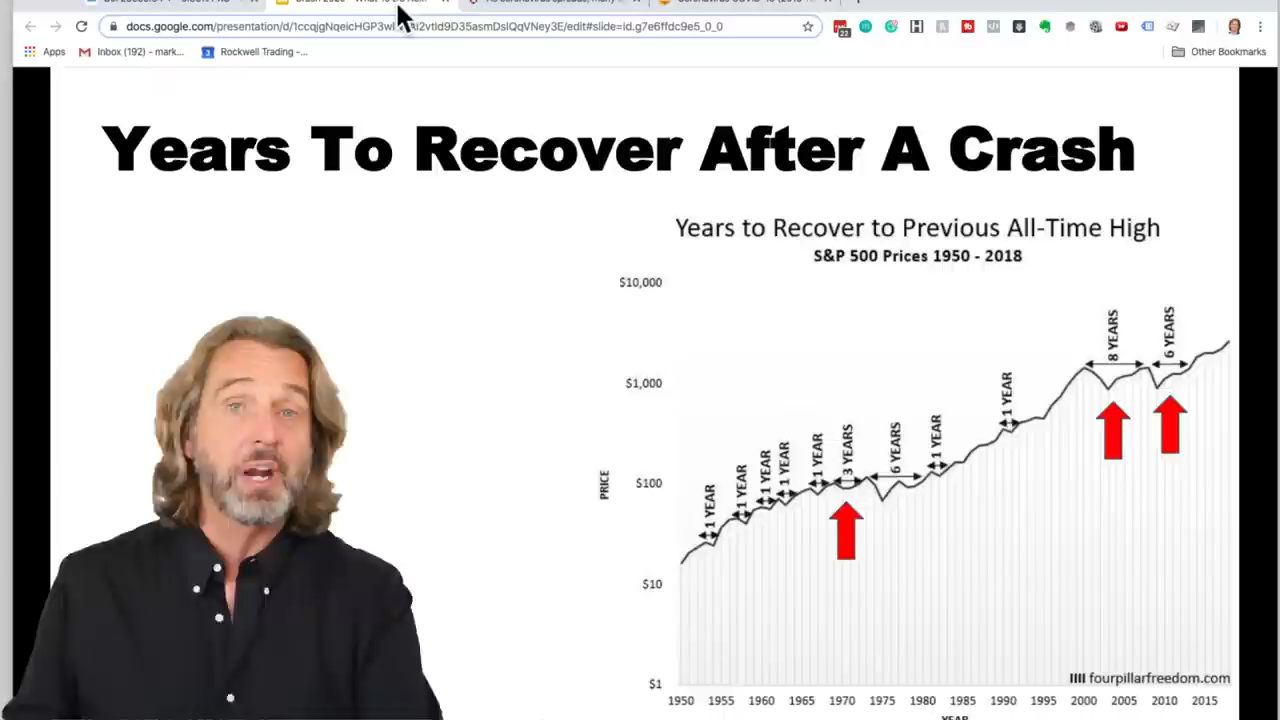 docs.google.com/presentation/d/
edit#slide=id.g7e6ffdc9e5_0_0
22
Apps
Inbox (192) - mark...
Rockwell Trading -...
Other Bookmarks
Years To Recover After A Crash
Years to Recover to Previous All-Time High
S&P 500 Prices 1950 - 2018
$10,000
$1,000
$100
$10
$1
PRICE
1 YEAR
1 YEAR
1 YEAR
1 YEAR
1 YEAR
3 YEARS
6 YEARS
1 YEAR
1 YEAR
8 YEARS
6 YEARS
fourpillarfreedom.com
1950 1955 1960 1965 1970 1975 1980 1985 1990 1995 2000 2005 2010 2015
YEAR